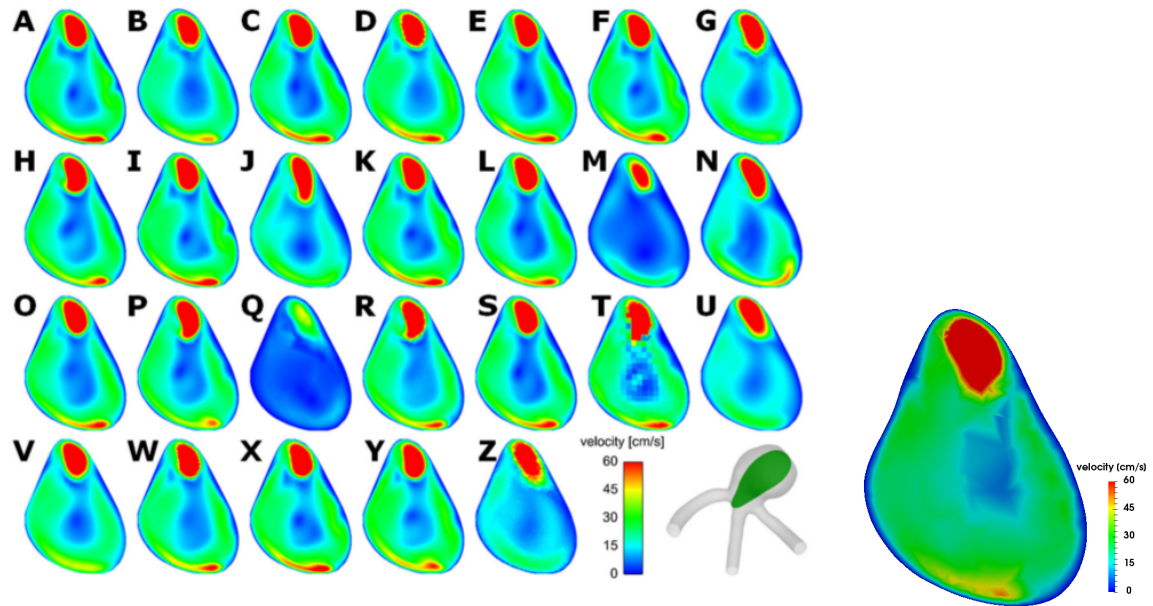 A B C D E F G
H I J K L M N
O P Q R S T U
V W X Y Z
velocity [cm/s]
60
45
30
15
0
velocity (cm/s)
60
45
30
15
0